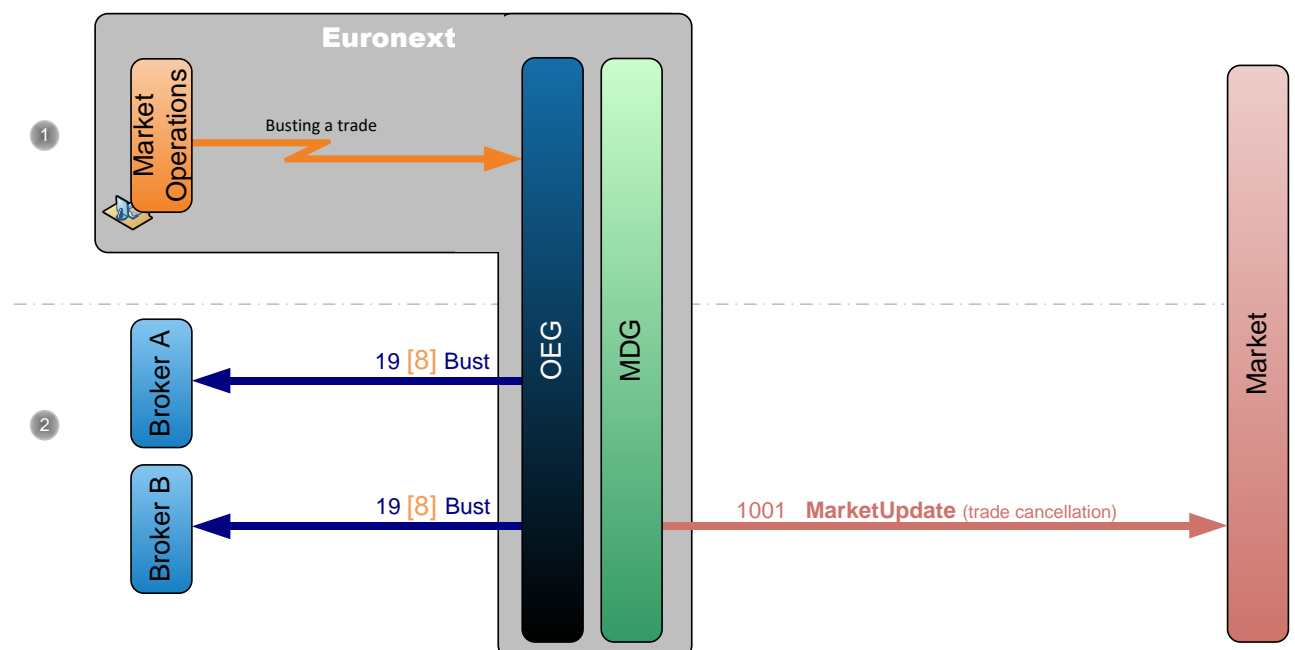 Euronext
1
Market
Operations
Busting a trade
OEG
MDG
Market
2
Broker A
19 [8] Bust
Broker B
19 [8] Bust
1001 MarketUpdate (trade cancellation)